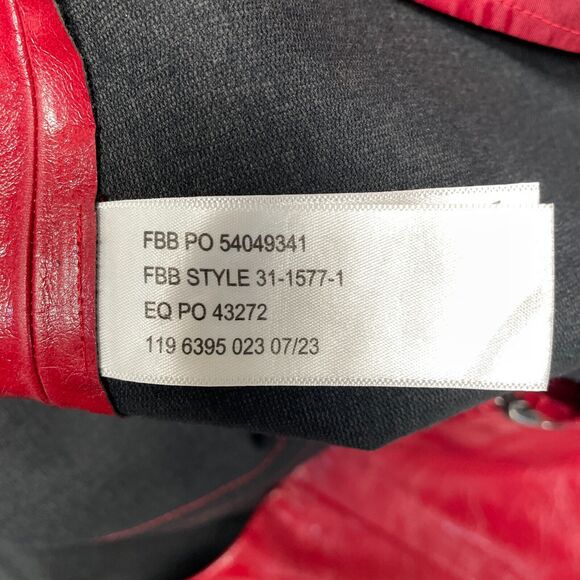 FBB PO 54049341
FBB STYLE 31-1577-1
EQ PO 43272
119 6395 023 07/23